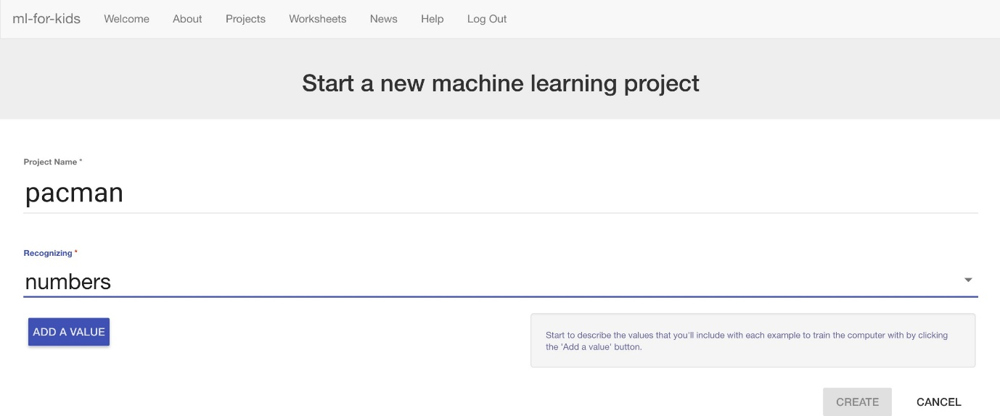 ml-for-kids Welcome About Projects Worksheets News Help Log Out
Start a new machine learning project
Project Name *
pacman
Recognizing *
numbers
ADD A VALUE
Start to describe the values that you'll include with each example to train the computer with by clicking
the 'Add a value' button.
CREATE CANCEL